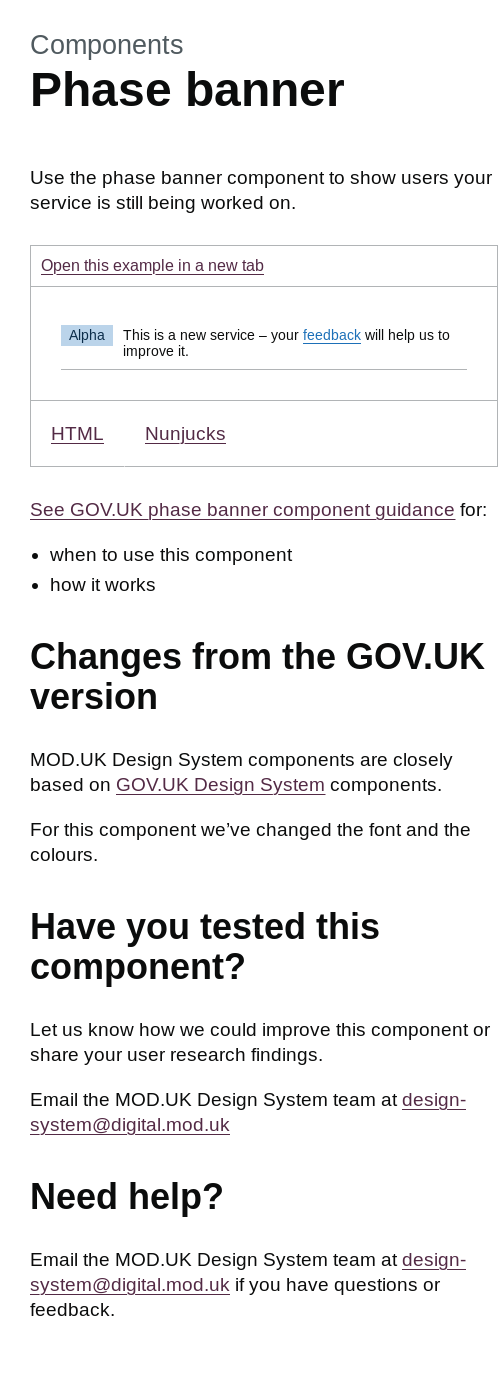 Components
Phase banner
Use the phase banner component to show users your
service is still being worked on.
Open this example in a new tab
Alpha This is a new service – your feedback will help us to
improve it.
HTML Nunjucks
See GOV.UK phase banner component guidance for:
• when to use this component
• how it works
Changes from the GOV.UK
version
MOD.UK Design System components are closely
based on GOV.UK Design System components.
For this component we’ve changed the font and the
colours.
Have you tested this
component?
Let us know how we could improve this component or
share your user research findings.
Email the MOD.UK Design System team at design-
system@digital.mod.uk
Need help?
Email the MOD.UK Design System team at design-
system@digital.mod.uk if you have questions or
feedback.